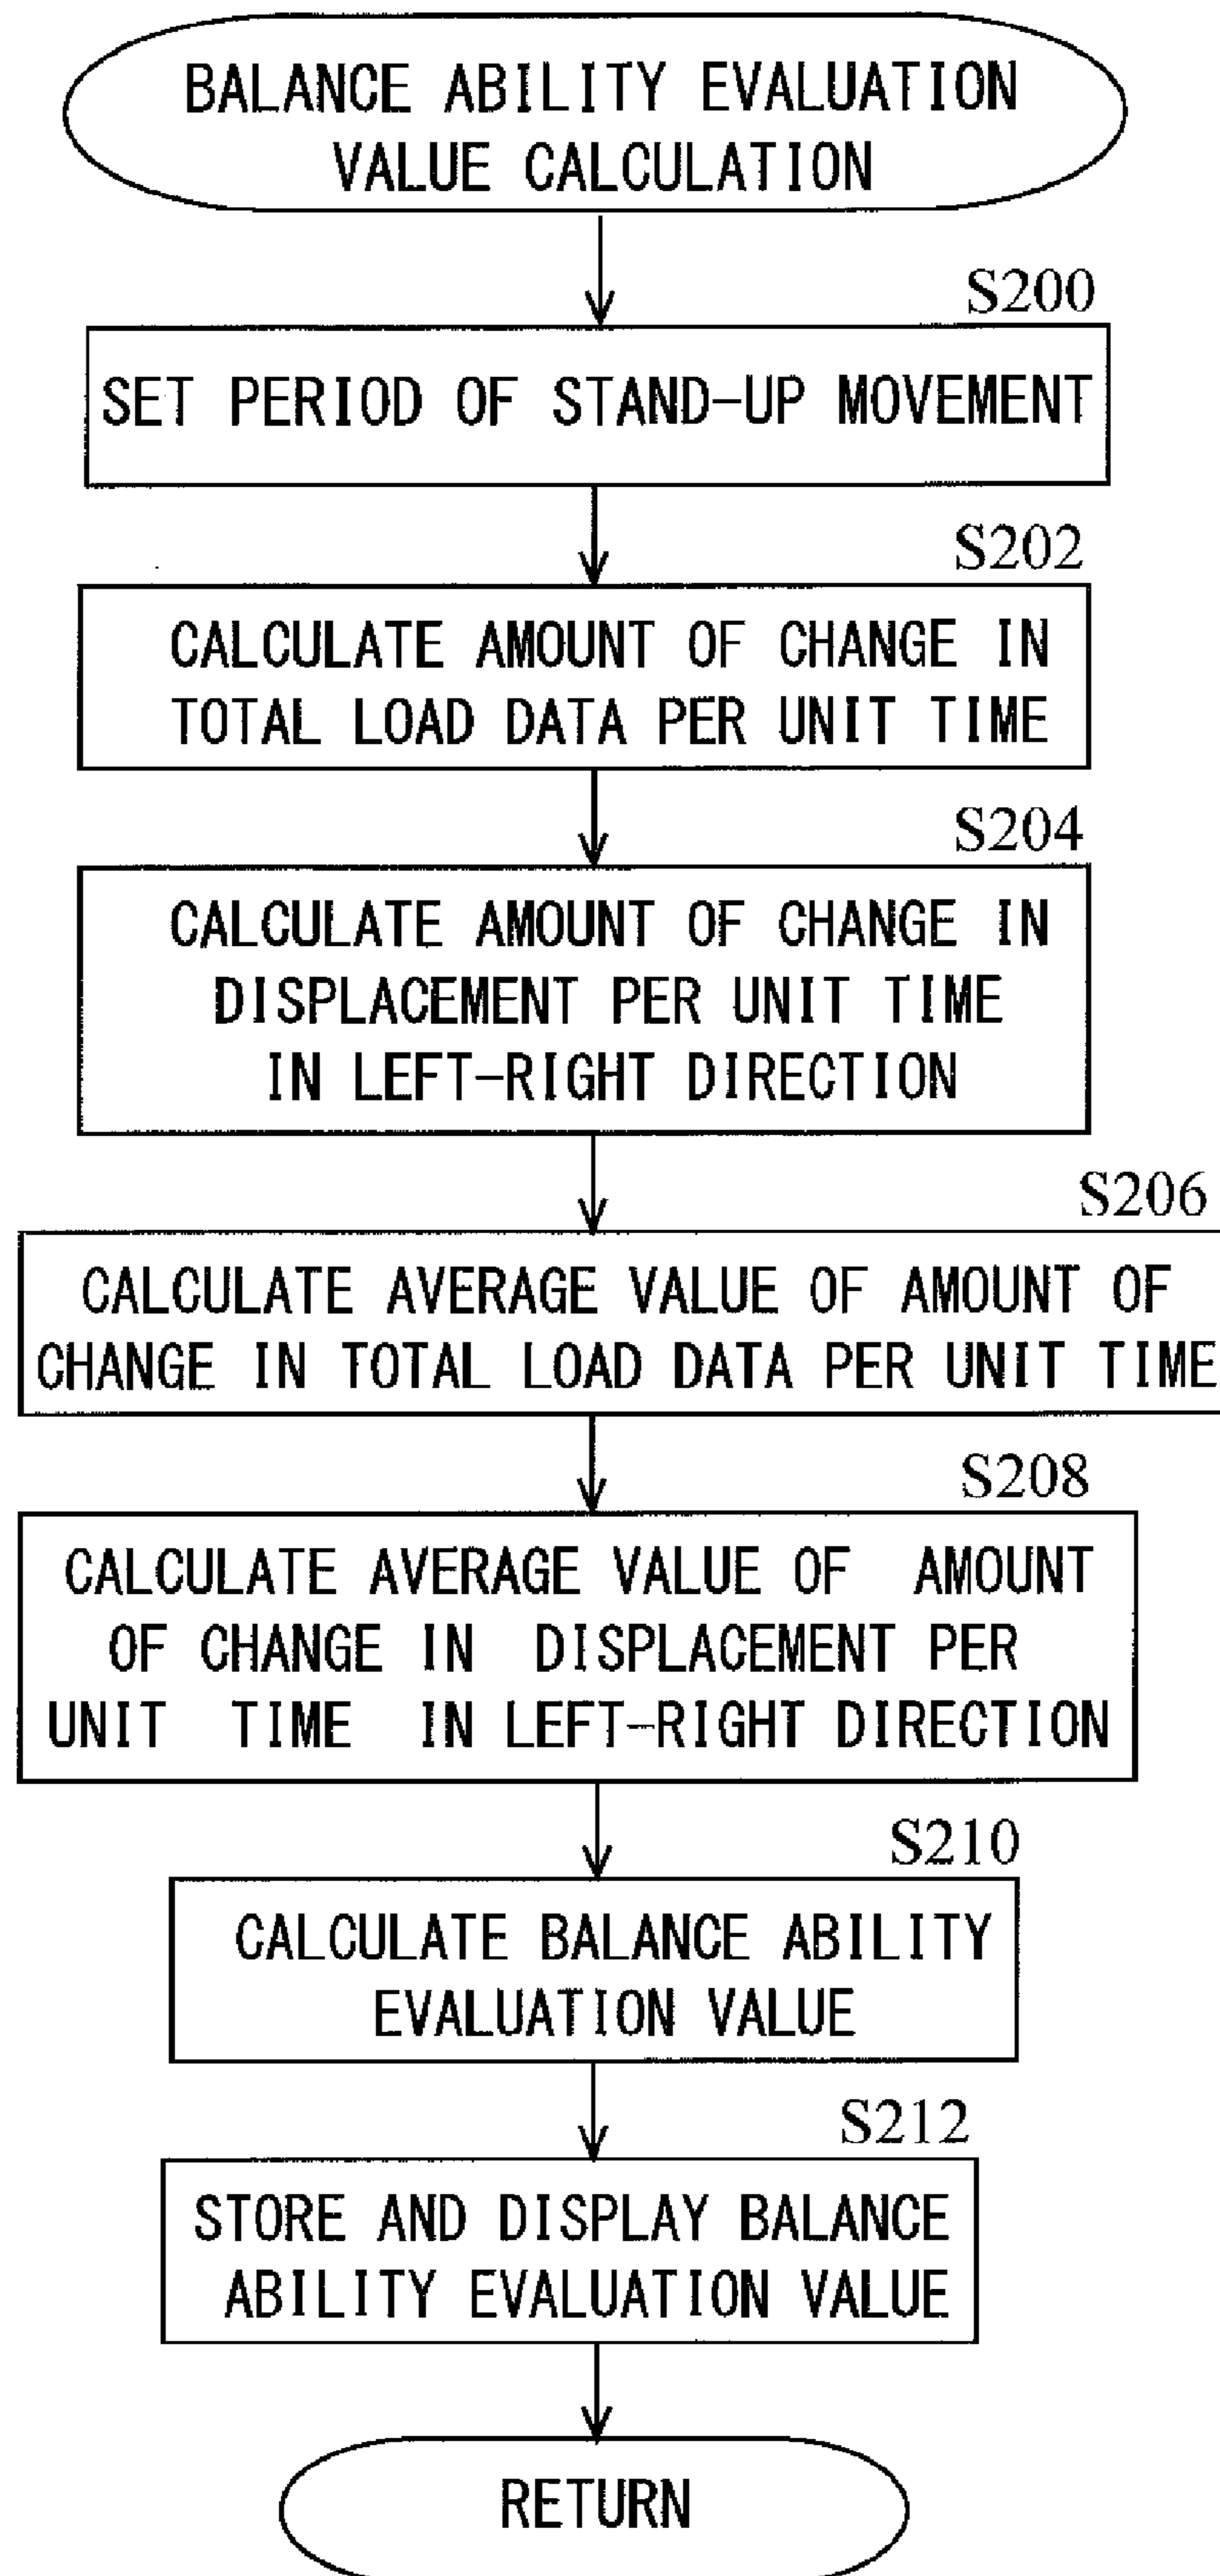 BALANCE ABILITY EVALUATION
VALUE CALCULATION
S200
SET PERIOD OF STAND-UP MOVEMENT
S202
CALCULATE AMOUNT OF CHANGE IN
TOTAL LOAD DATA PER UNIT TIME
S204
CALCULATE AMOUNT OF CHANGE IN
DISPLACEMENT PER UNIT TIME
IN LEFT-RIGHT DIRECTION
S206
CALCULATE AVERAGE VALUE OF AMOUNT OF
CHANGE IN TOTAL LOAD DATA PER UNIT TIME
S208
CALCULATE AVERAGE VALUE OF AMOUNT
OF CHANGE IN DISPLACEMENT PER
UNIT TIME IN LEFT-RIGHT DIRECTION
S210
CALCULATE BALANCE ABILITY
EVALUATION VALUE
S212
STORE AND DISPLAY BALANCE
ABILITY EVALUATION VALUE
RETURN